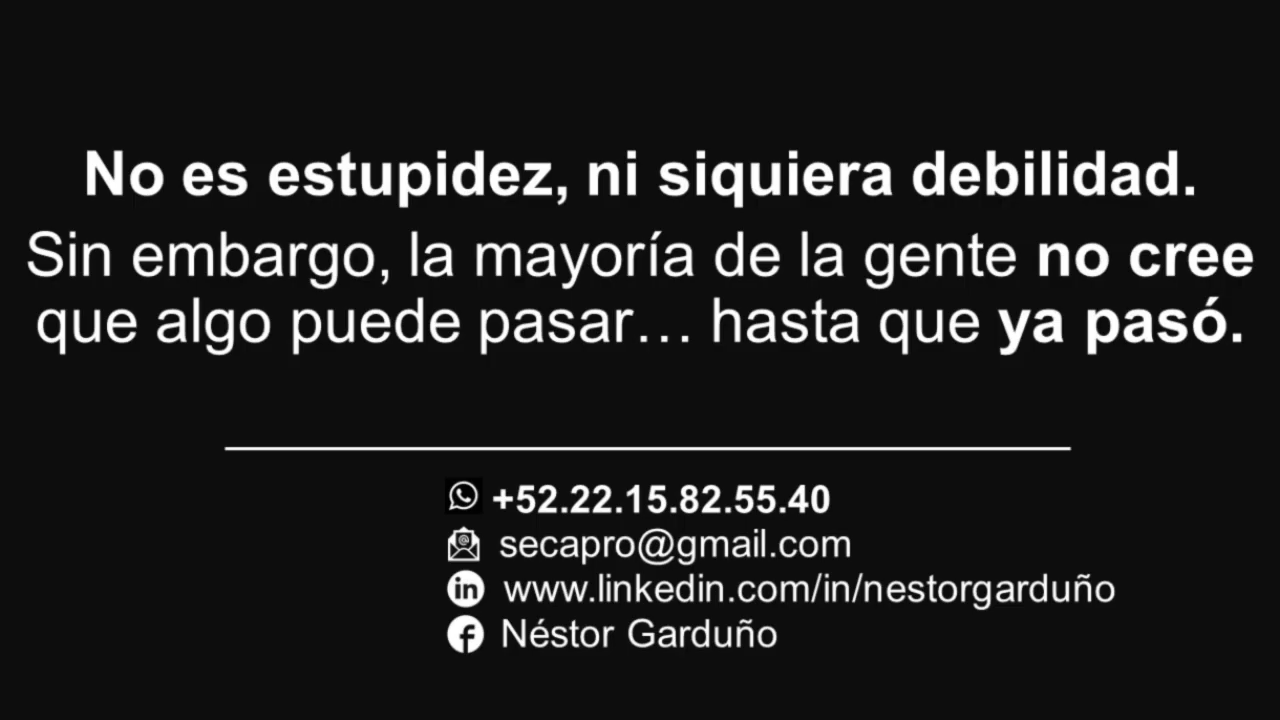 No es estupidez, ni siquiera debilidad.
Sin embargo, la mayoría de la gente no cree
que algo puede pasar… hasta que ya pasó.
+52.22.15.82.55.40
secapro@gmail.com
www.linkedin.com/in/nestorgarduño
Néstor Garduño